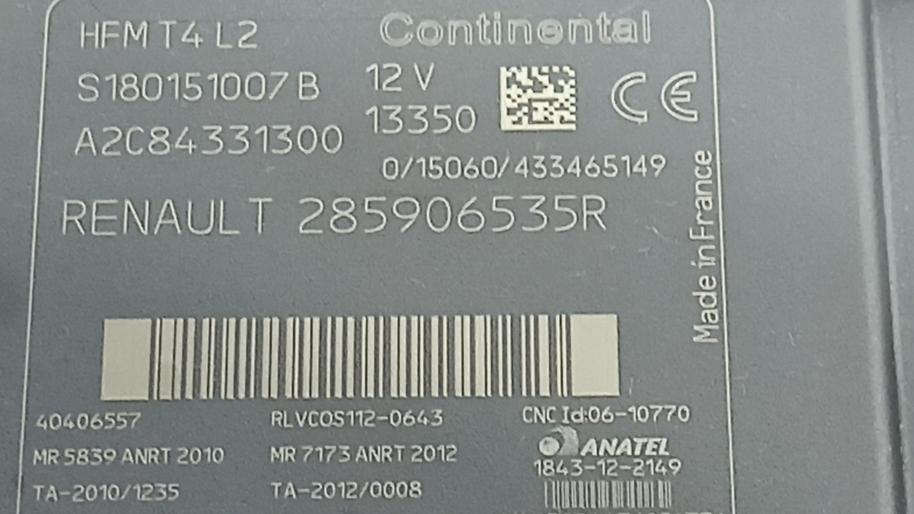 HFM T4 L2
Continental
S180151007B
12 V
A2C84331300
13350
CE
0/15060/433465149
RENAULT 285906535R
Made in France
40406557
RLVCOS112-0643
CNC Id:06-10770
MR 5839 ANRT 2010
MR 7173 ANRT 2012
ANATEL
1843-12-2149
TA-2010/1235
TA-2012/0008